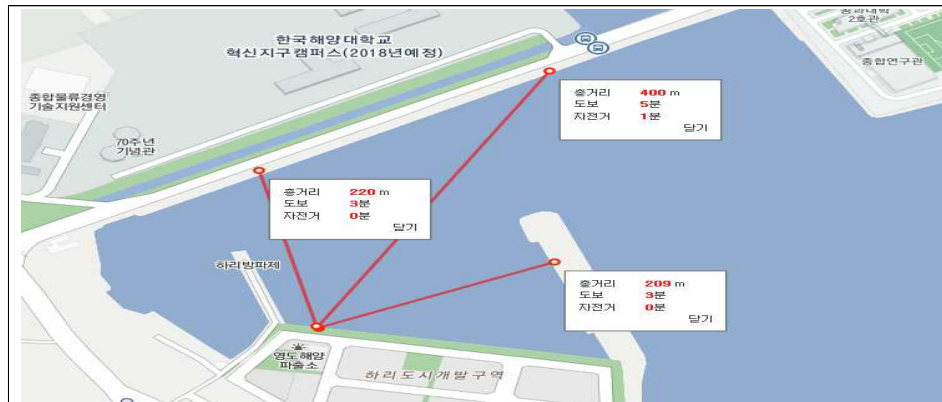 한국해양대학교
혁신지구캠퍼스(2018년예정)
2호관
종합연구관
종합물류경영
기술지원센터
70주년
기념관
총거리 400 m
도보 5분
자전거 1분
닫기
총거리 220 m
도보 3분
자전거 0분
닫기
하리방파제
총거리 209 m
도보 3분
자전거 0분
닫기
영도해양
파출소
하리도시개발구역